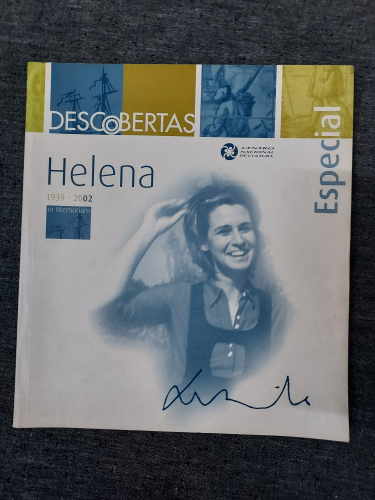 DESCOBERTAS
Especial
CENTRO
NACIONAL
DE CULTURA
Helena
1939 - 2002
In Memoriam